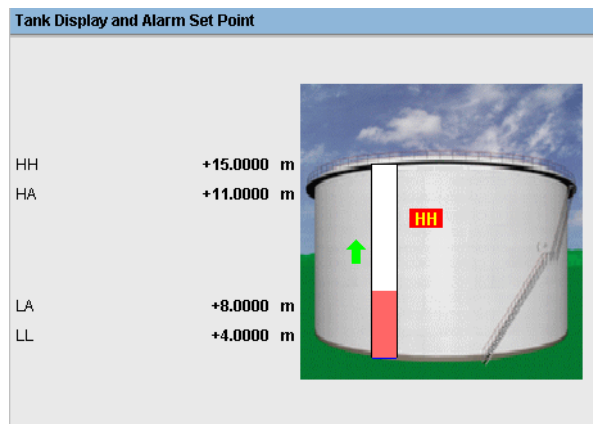 Tank Display and Alarm Set Point
HH +15.0000 m
HA +11.0000 m
HH
LA +8.0000 m
LL +4.0000 m